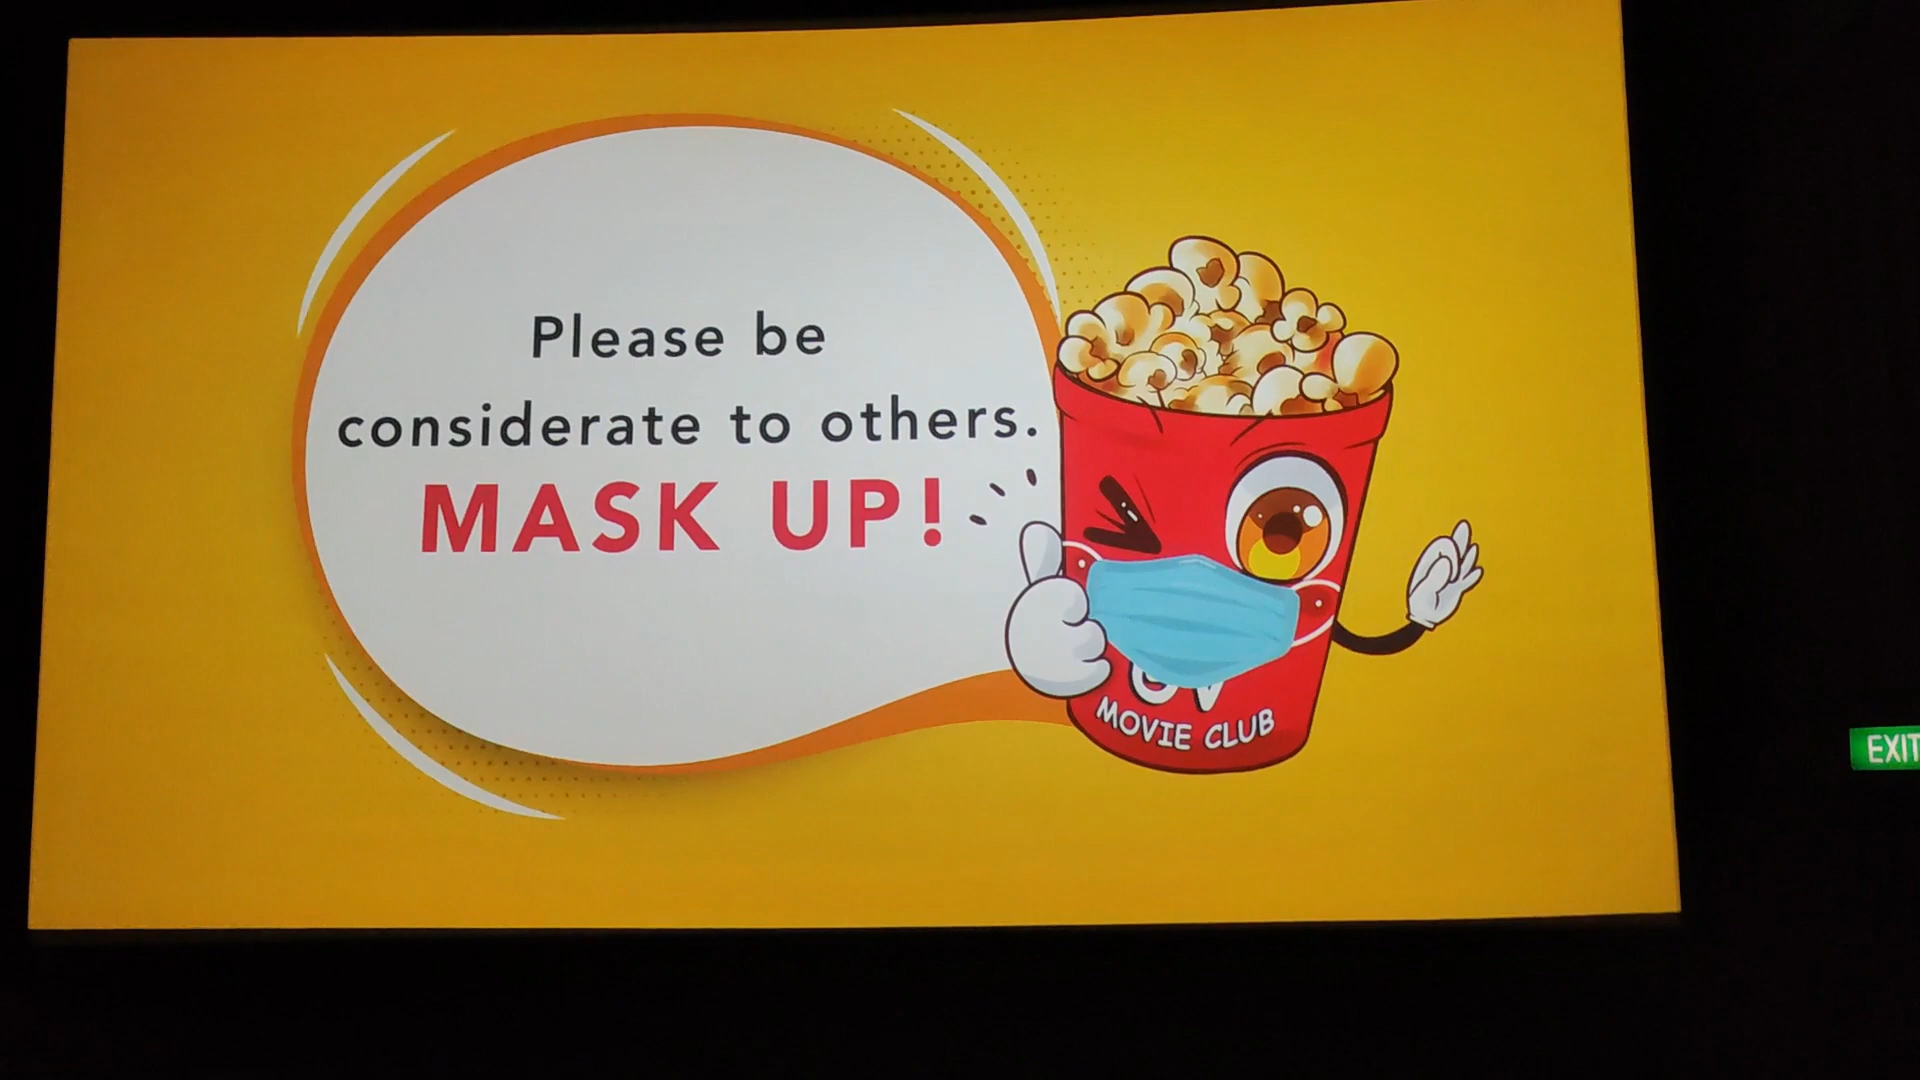 Please be
considerate to others.
MASK UP!
MOVIE CLUB
EXIT